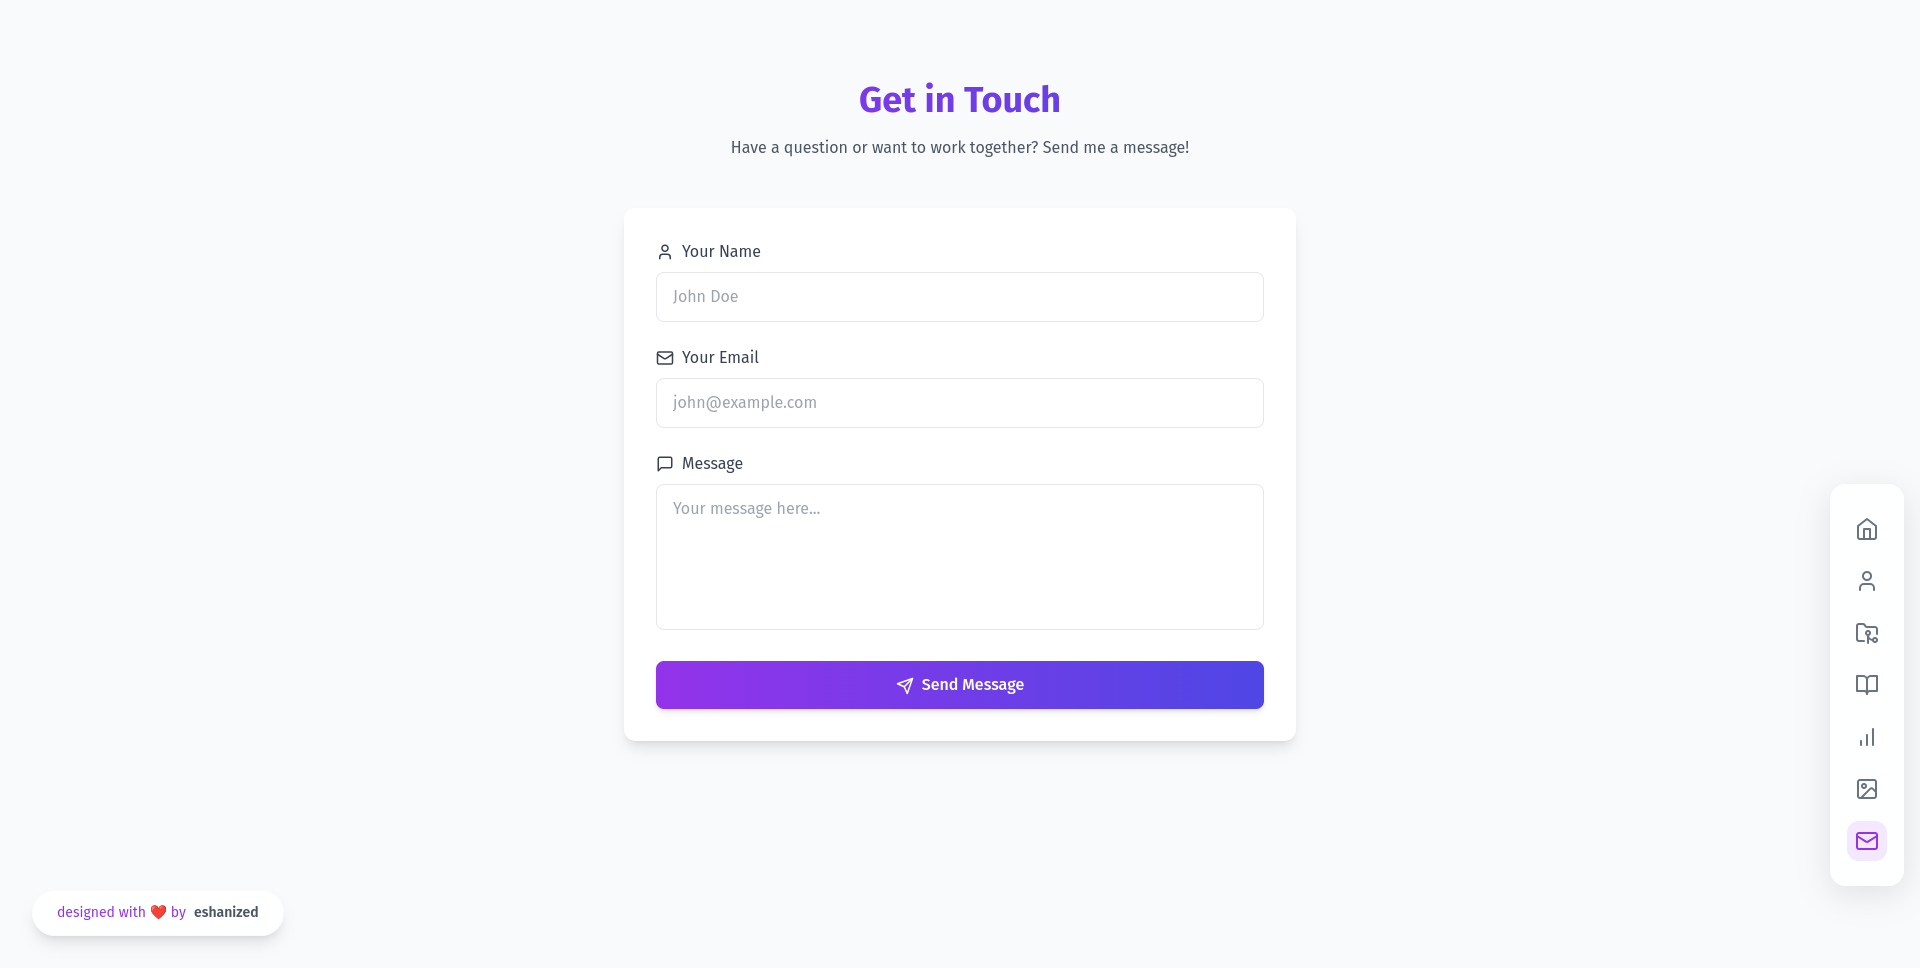 Get in Touch
Have a question or want to work together? Send me a message!
Your Name
John Doe
Your Email
john@example.com
Message
Your message here...
Send Message
designed with ❤️ by eshanized